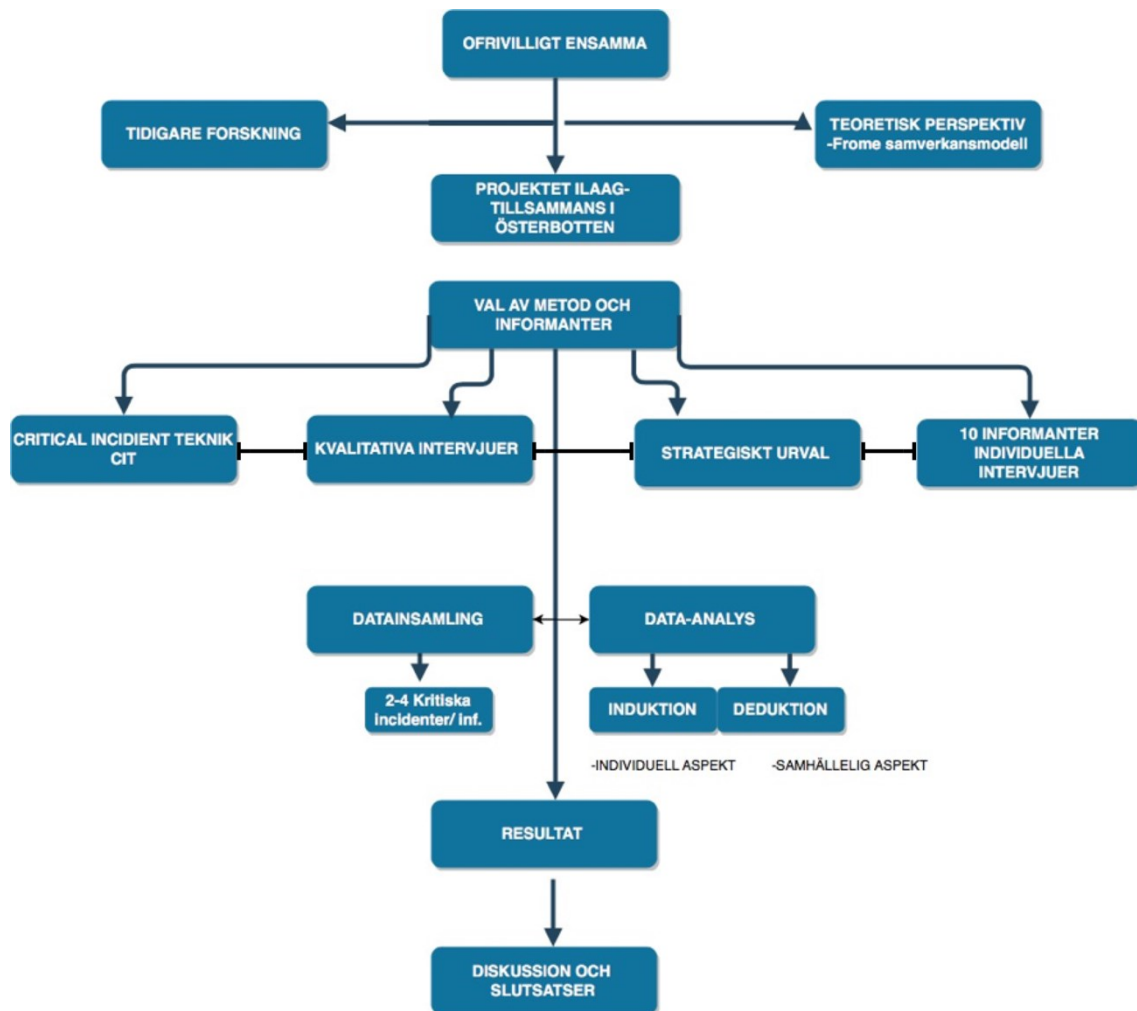 OFRIVILLIGT ENSAMMA
TIDIGARE FORSKNING
TEORETISK PERSPEKTIV
-Frome samverkansmodell
PROJEKTET ILAAG-
TILLSAMMANS I
ÖSTERBOTTEN
VAL AV METOD OCH
INFORMANTER
CRITICAL INCIDENT TEKNIK
CIT
KVALITATIVA INTERVJUER
STRATEGISKT URVAL
10 INFORMANTER
INDIVIDUELLA
INTERVJUER
DATAINSAMLING
DATA-ANALYS
2-4 Kritiska
incidenter/ inf.
INDUKTION
DEDUKTION
-INDIVIDUELL ASPEKT
-SAMHÄLLELIG ASPEKT
RESULTAT
DISKUSSION OCH
SLUTSATSER